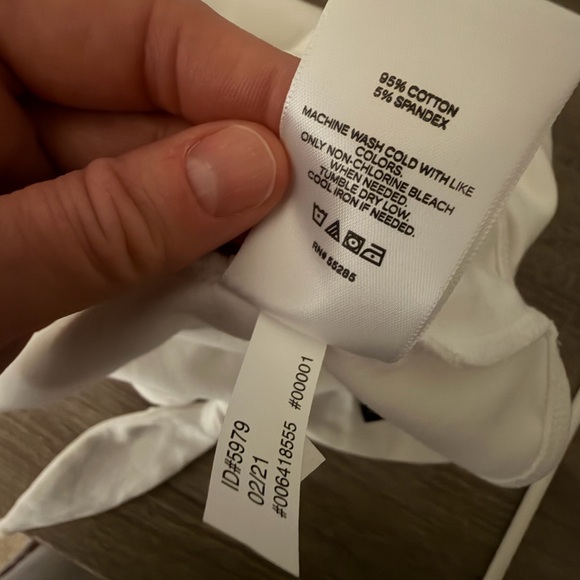 95% COTTON
5% SPANDEX
MACHINE WASH COLD WITH LIKE
COLORS.
ONLY NON-CHLORINE BLEACH
WHEN NEEDED.
TUMBLE DRY LOW.
COOL IRON IF NEEDED.
RN# 55285
ID#5979
02/21
#006418555 #00001